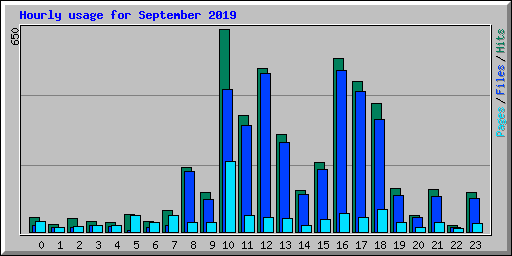 Hourly usage for September 2019
650
Pages/Files/Hits
0 1 2 3 4 5 6 7 8 9 10 11 12 13 14 15 16 17 18 19 20 21 22 23